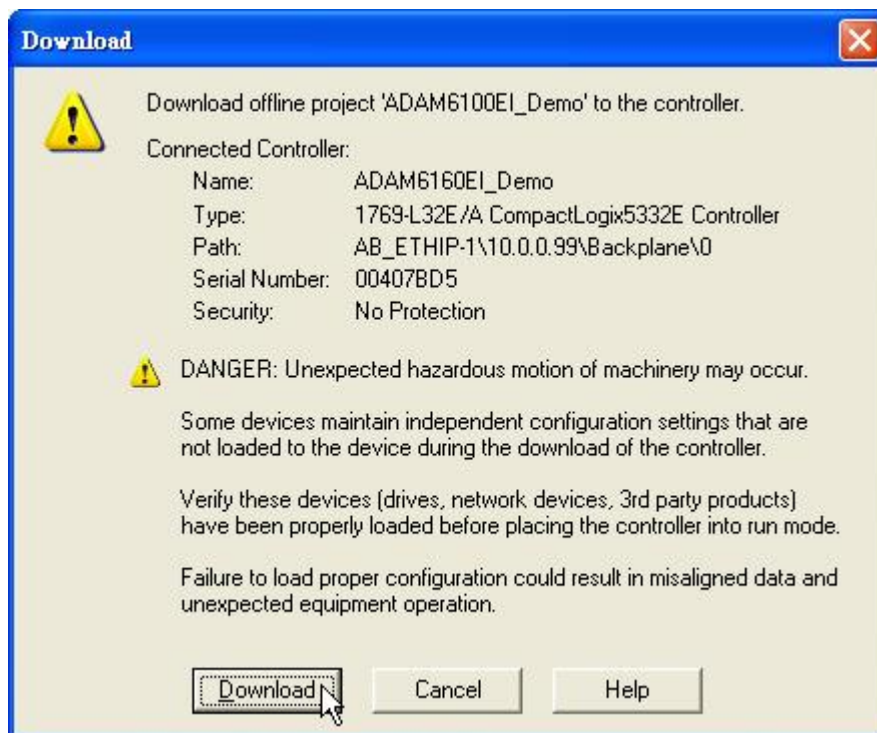 Download
Download offline project 'ADAM6100EI_Demo' to the controller.
Connected Controller:
Name: ADAM6160EI_Demo
Type: 1769-L32E/A CompactLogix5332E Controller
Path: AB_ETHIP-1\10.0.0.99\Backplane\0
Serial Number: 00407BD5
Security: No Protection
DANGER: Unexpected hazardous motion of machinery may occur.
Some devices maintain independent configuration settings that are
not loaded to the device during the download of the controller.
Verify these devices (drives, network devices, 3rd party products)
have been properly loaded before placing the controller into run mode.
Failure to load proper configuration could result in misaligned data and
unexpected equipment operation.
Download Cancel Help